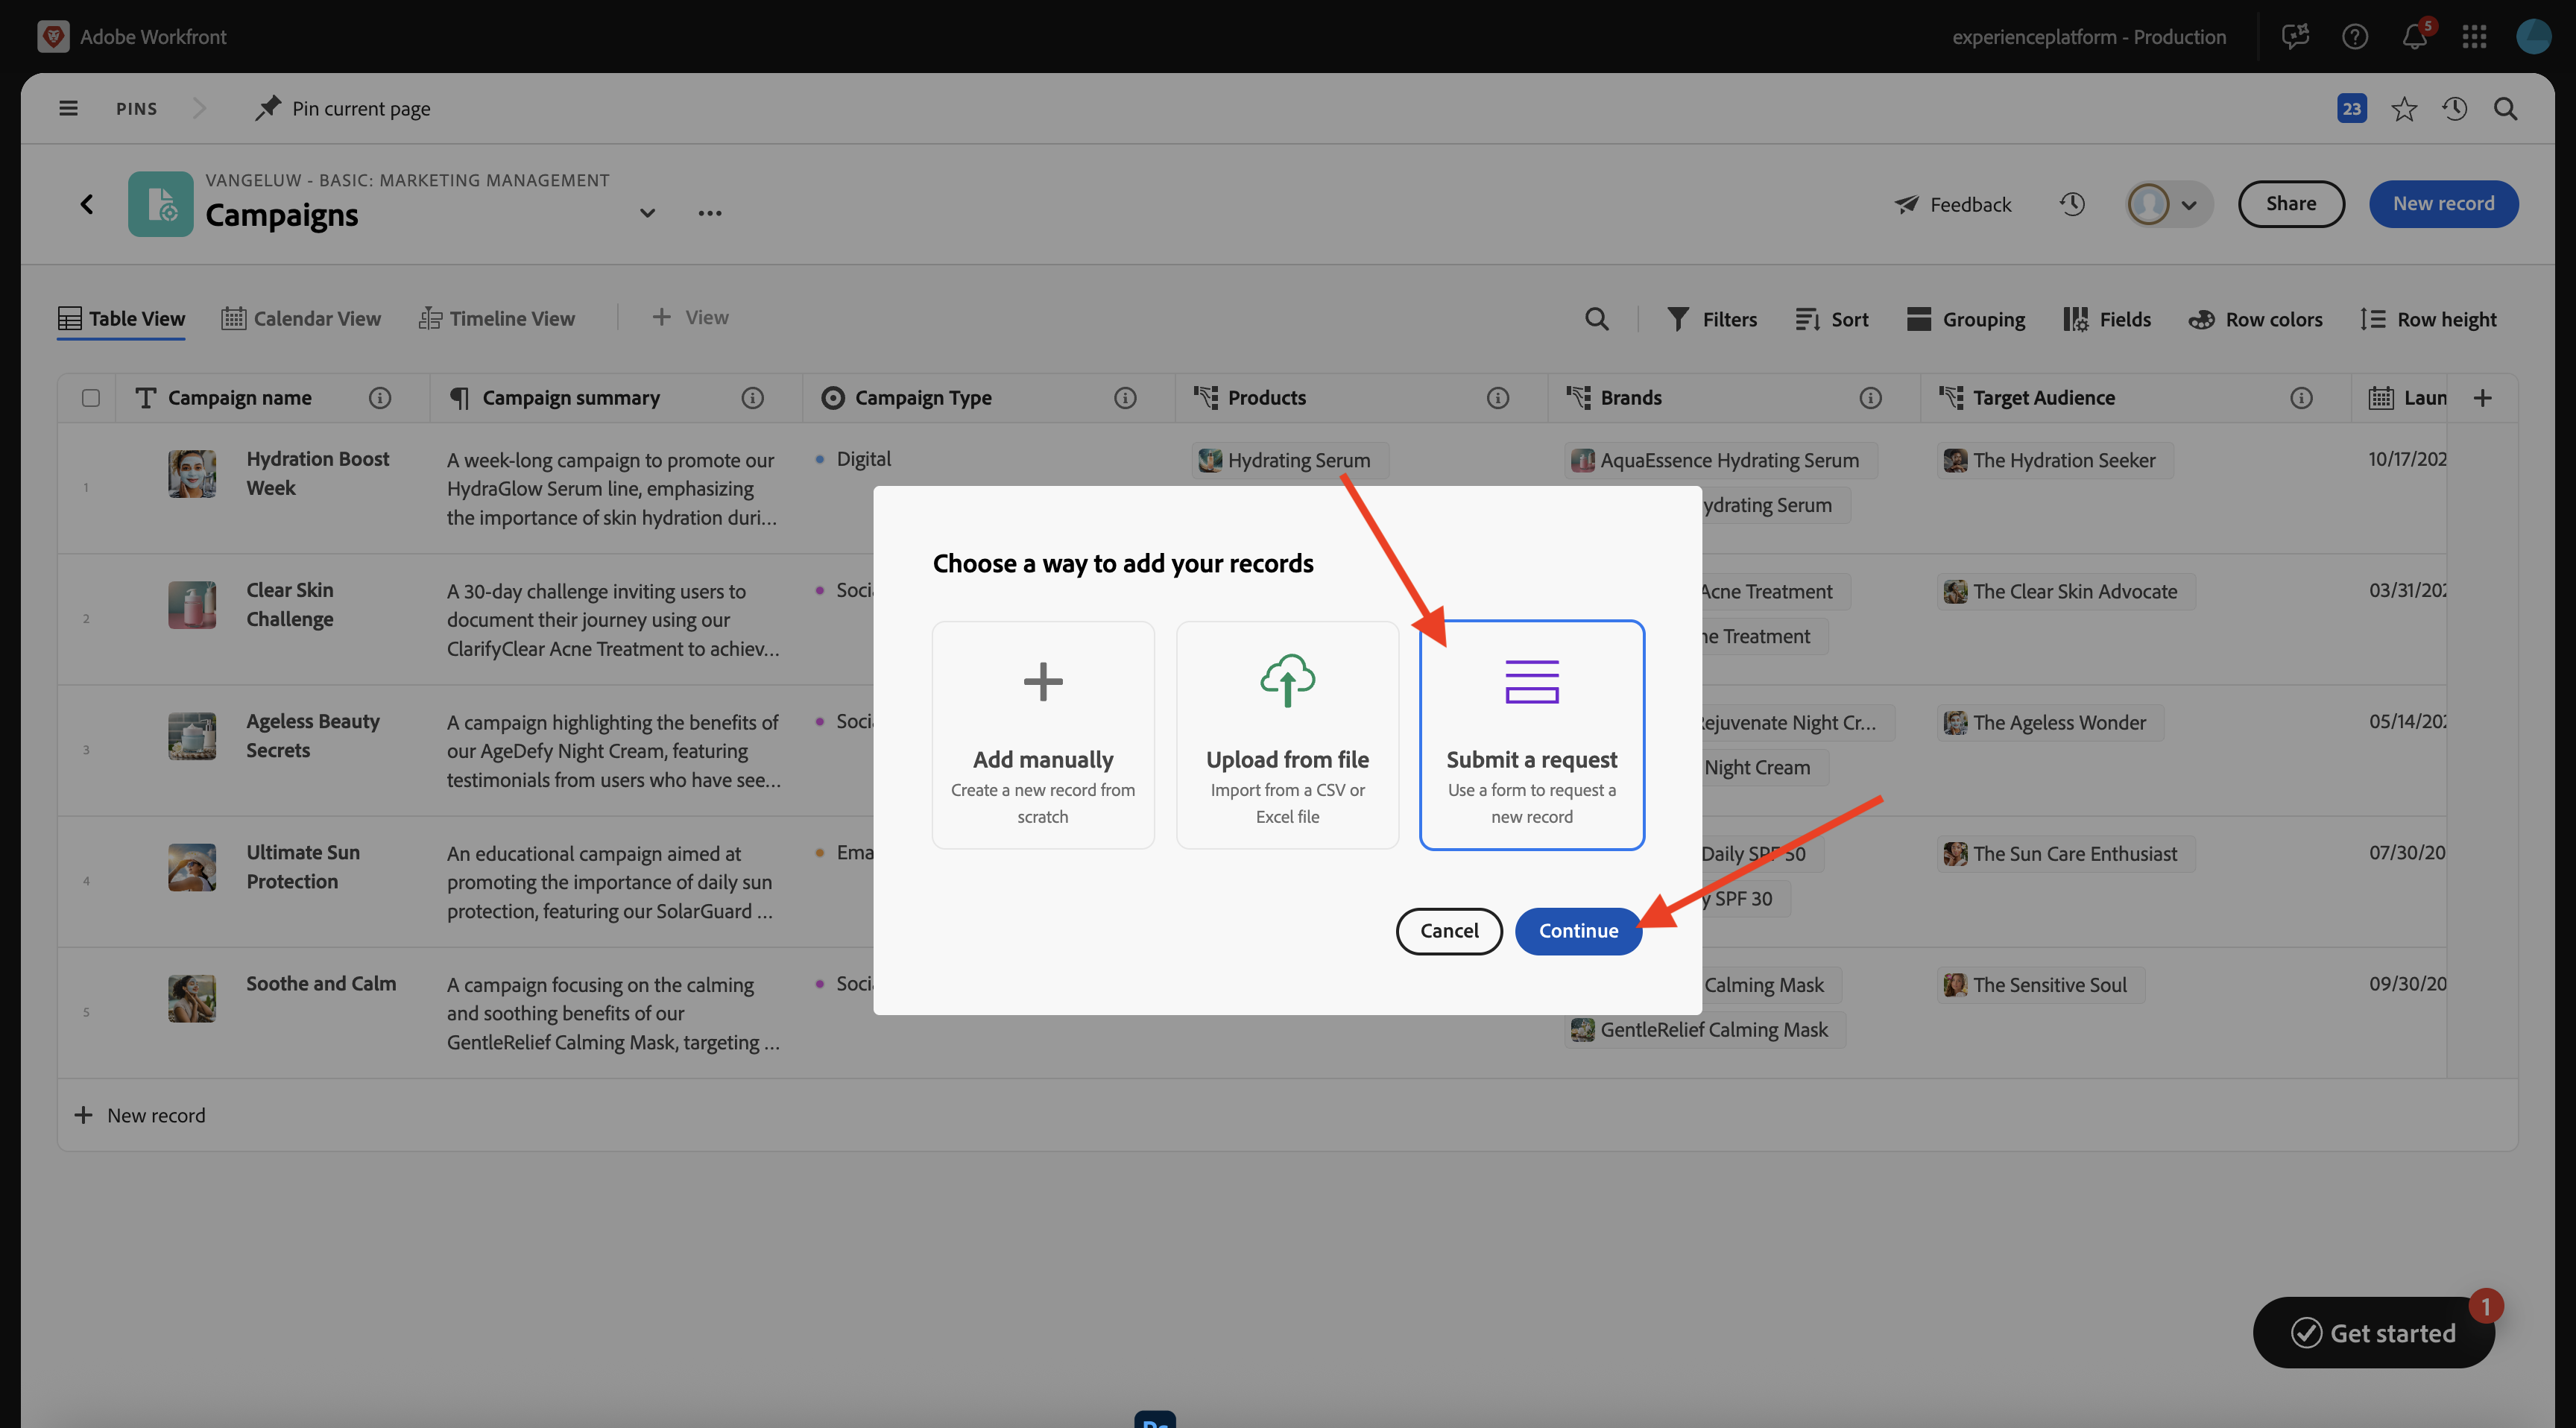 Adobe Workfront
experienceplatform - Production
5
PINS
Pin current page
23
VANGELUW - BASIC: MARKETING MANAGEMENT
Campaigns
Feedback
Share
New record
Table View
Calendar View
Timeline View
View
Filters
Sort
Grouping
Fields
Row colors
Row height
Campaign name
Campaign summary
Campaign Type
Products
Brands
Target Audience
Laun
1
Hydration Boost
Week
A week-long campaign to promote our
HydraGlow Serum line, emphasizing
the importance of skin hydration duri...
Digital
Hydrating Serum
AquaEssence Hydrating Serum
ydrating Serum
The Hydration Seeker
10/17/202
2
Clear Skin
Challenge
A 30-day challenge inviting users to
document their journey using our
ClarifyClear Acne Treatment to achiev...
Soci
Acne Treatment
ne Treatment
The Clear Skin Advocate
03/31/202
3
Ageless Beauty
Secrets
A campaign highlighting the benefits of
our AgeDefy Night Cream, featuring
testimonials from users who have see...
Soci
Rejuvenate Night Cr...
Night Cream
The Ageless Wonder
05/14/202
4
Ultimate Sun
Protection
An educational campaign aimed at
promoting the importance of daily sun
protection, featuring our SolarGuard ...
Ema
Daily SPF 50
y SPF 30
The Sun Care Enthusiast
07/30/20
5
Soothe and Calm
A campaign focusing on the calming
and soothing benefits of our
GentleRelief Calming Mask, targeting ...
Soci
Calming Mask
GentleRelief Calming Mask
The Sensitive Soul
09/30/20
New record
Choose a way to add your records
Add manually
Create a new record from
scratch
Upload from file
Import from a CSV or
Excel file
Submit a request
Use a form to request a
new record
Cancel
Continue
1
Get started
Ps